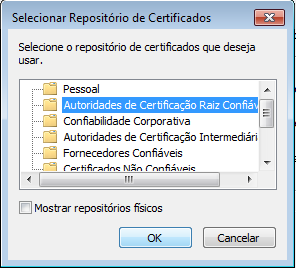 Selecionar Repositório de Certificados
Selecione o repositório de certificados que deseja
usar.
Pessoal
Autoridades de Certificação Raiz Confiáv
Confiabilidade Corporativa
Autoridades de Certificação Intermediári
Fornecedores Confiáveis
Certificados Não Confiáveis
Mostrar repositórios físicos
OK
Cancelar